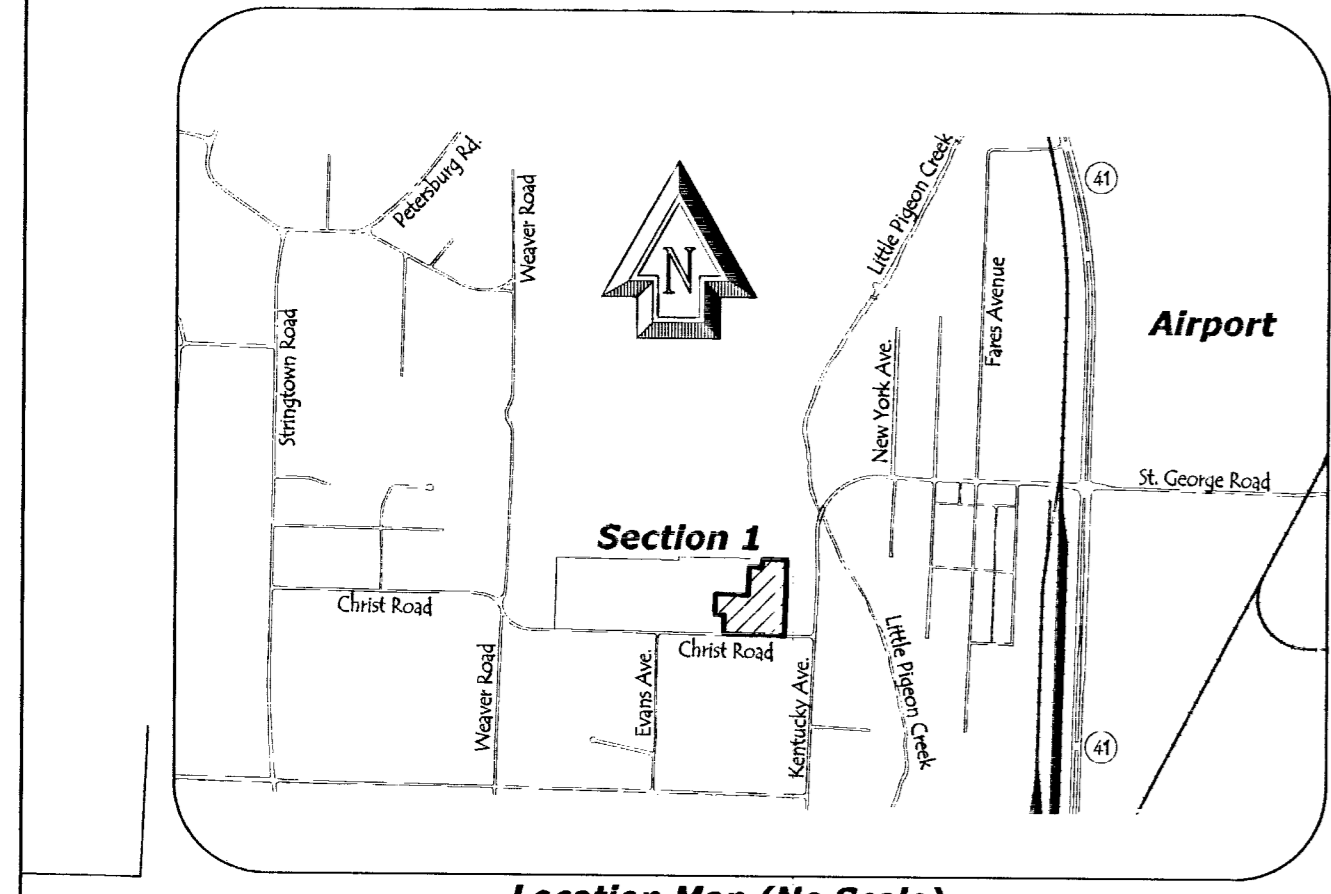 Petersburg Rd.
Weaver Road
N
Little Pigeon Creek
41
Stringtown Road
New York Ave.
Fares Avenue
Airport
St. George Road
Section 1
Christ Road
Christ Road
Weaver Road
Evans Ave.
Kentucky Ave.
Little Pigeon Creek
41
Location Map (No Scale)